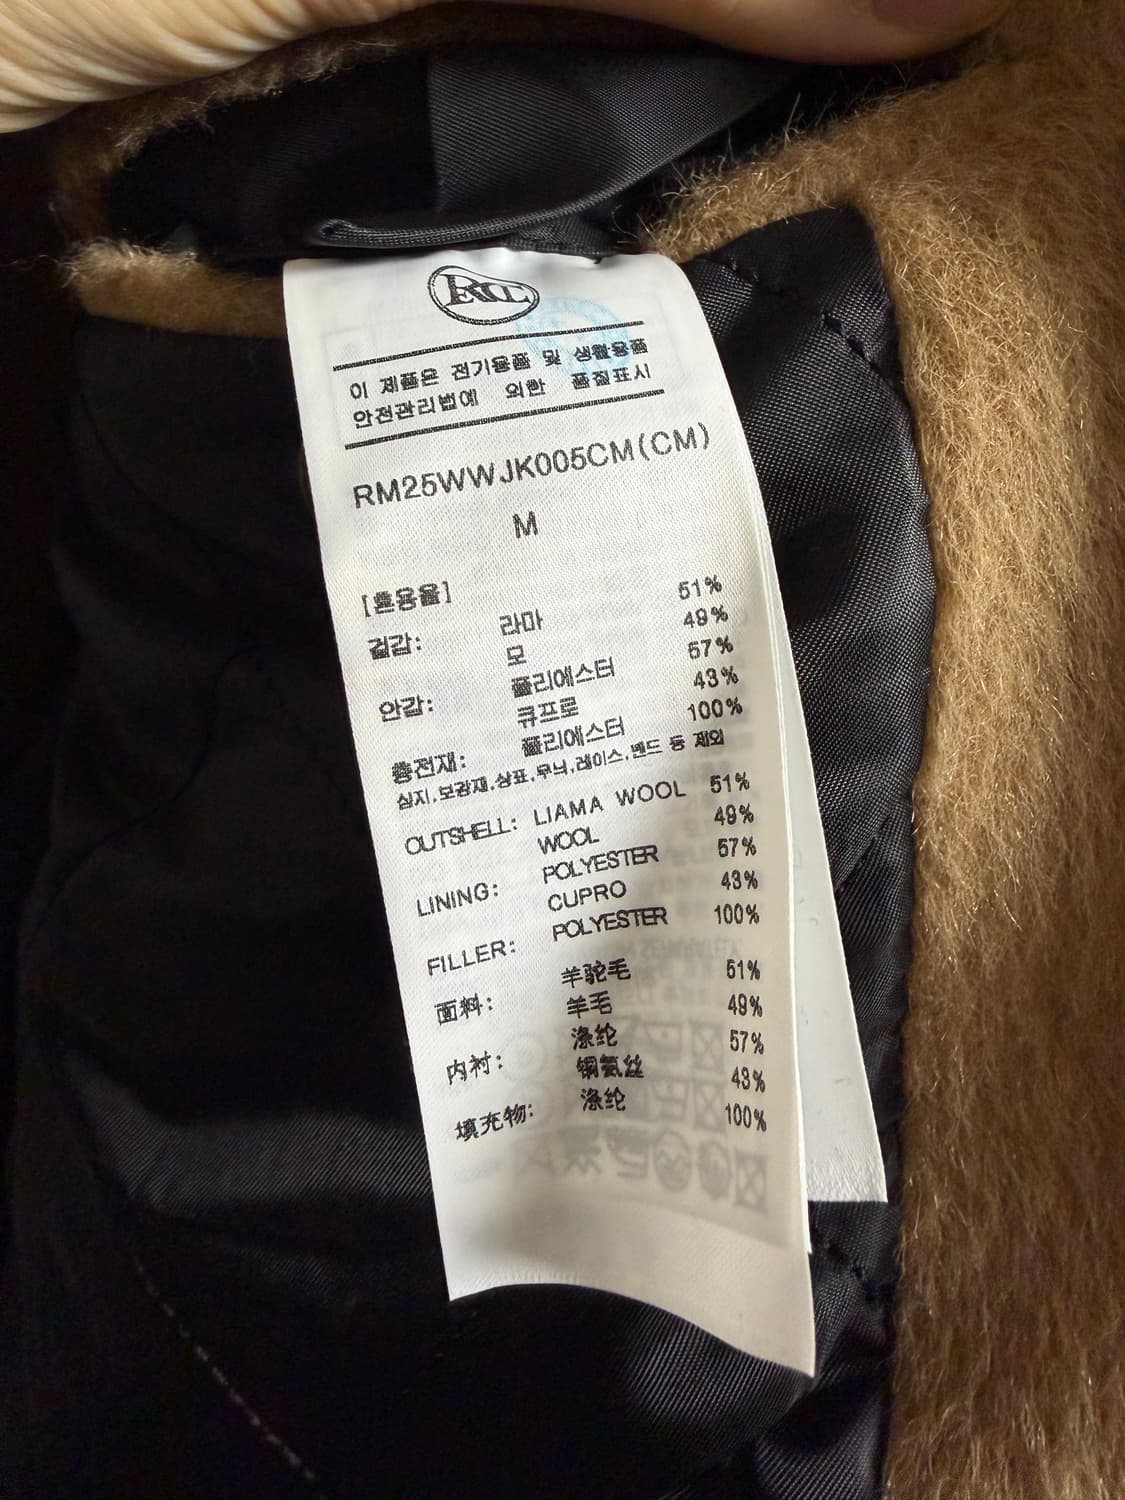 RCC
이 제품은 전기용품 및 생활용품
안전관리법에 의한 품질표시
RM25WWJK005CM(CM)
M
[혼용율]
겉감: 라마 51%
모 49%
안감: 폴리에스터 57%
큐프로 43%
충전재: 폴리에스터 100%
심지,보강재,상표,무늬,레이스,밴드 등 제외
OUTSHELL: LIAMA WOOL 51%
WOOL 49%
LINING: POLYESTER 57%
CUPRO 43%
FILLER: POLYESTER 100%
面料: 羊驼毛 51%
羊毛 49%
内衬: 涤纶 57%
铜氨丝 43%
填充物: 涤纶 100%